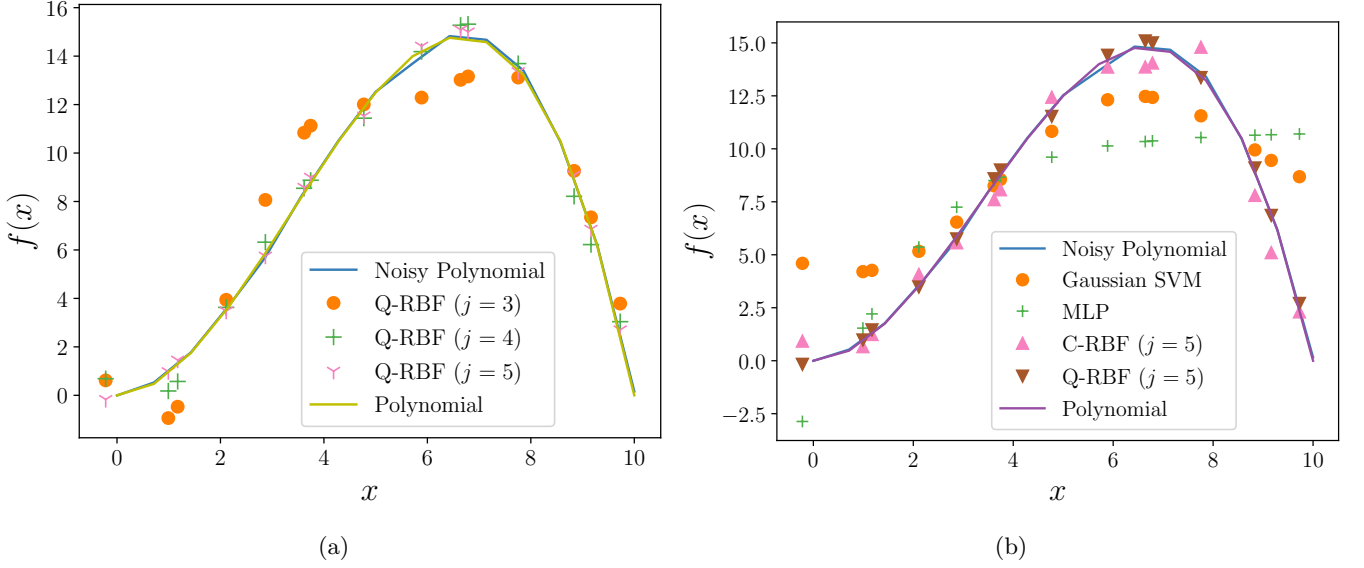 16
14
12
10
8
6
4
2
0
f(x)
0
2
4
6
8
10
x
Noisy Polynomial
Q-RBF (j = 3)
Q-RBF (j = 4)
Q-RBF (j = 5)
Polynomial
(a)
15.0
12.5
10.0
7.5
5.0
2.5
0.0
−2.5
f(x)
0
2
4
6
8
10
x
Noisy Polynomial
Gaussian SVM
MLP
C-RBF (j = 5)
Q-RBF (j = 5)
Polynomial
(b)